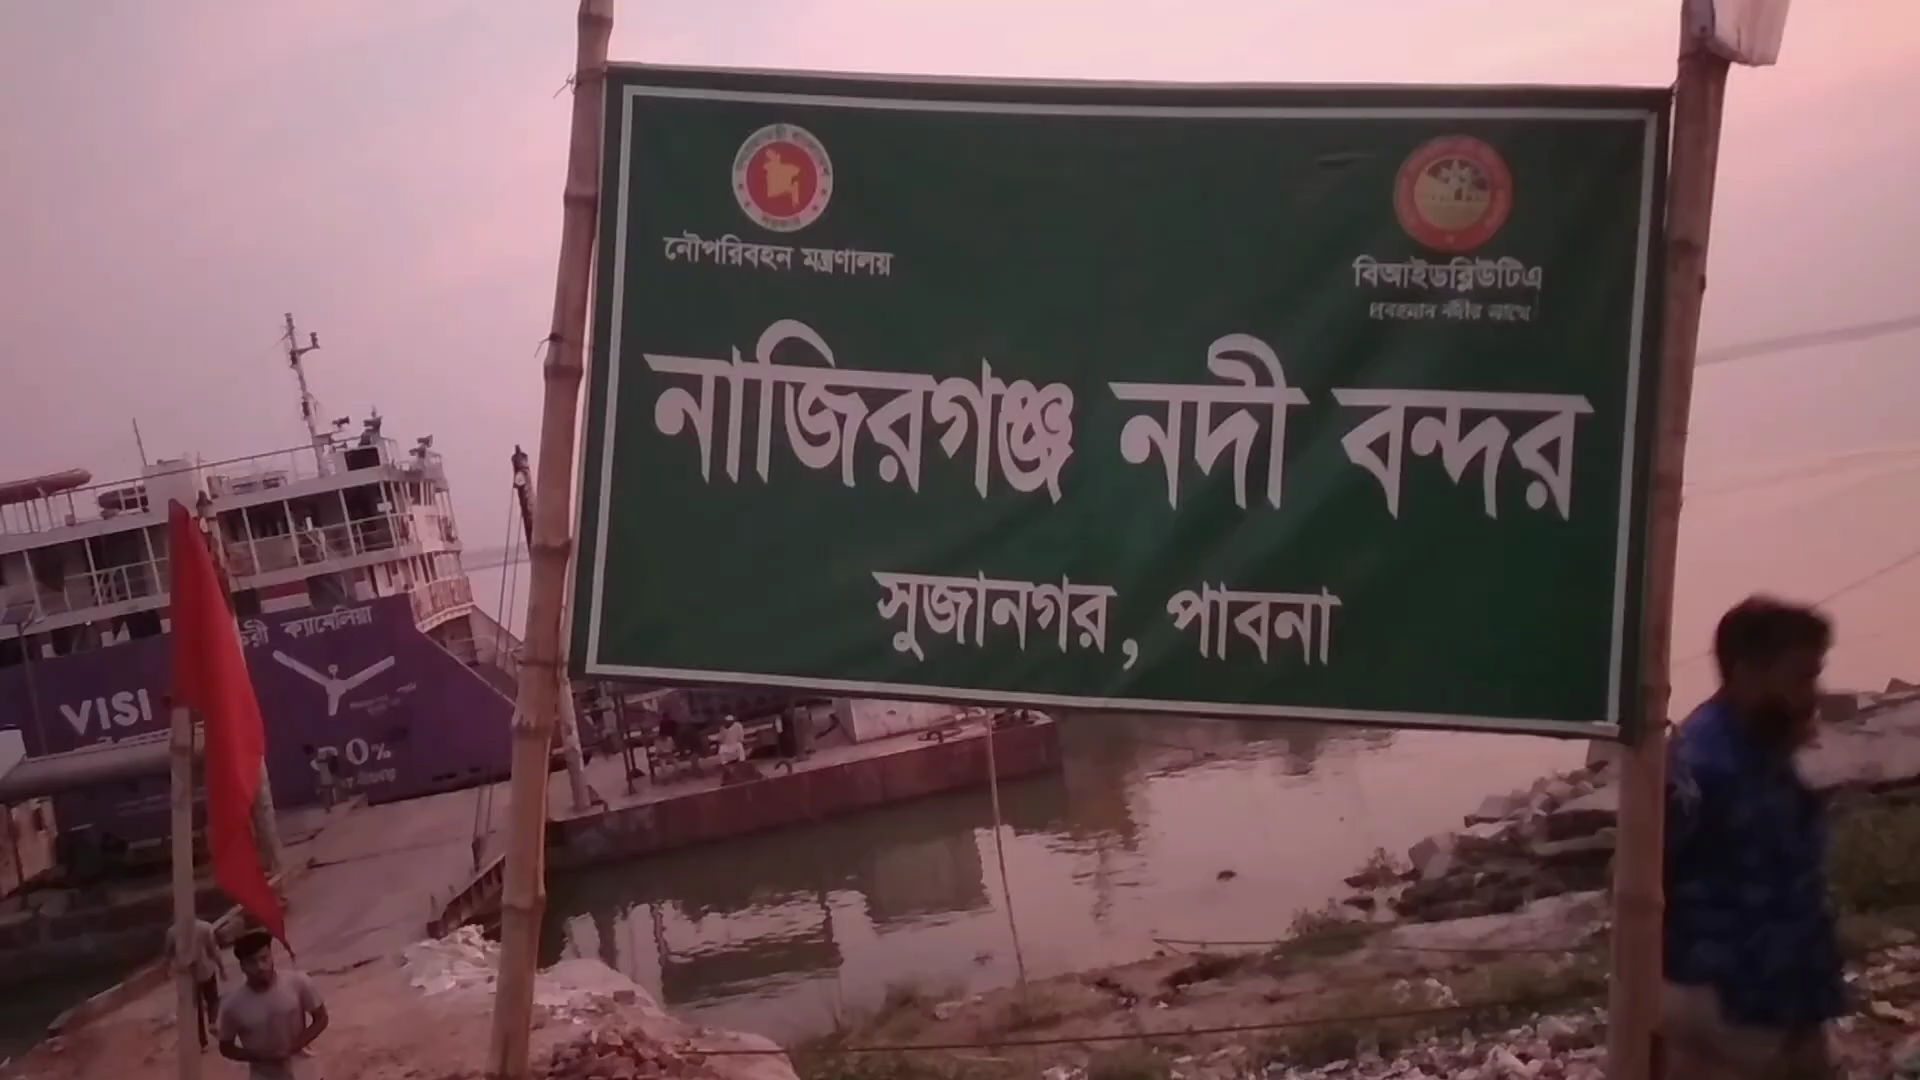 নৌপরিবহন মন্ত্রণালয়
বিআইডব্লিউটিএ
নাজিরগঞ্জ নদী বন্দর
সুজানগর, পাবনা
ক্যামেলিয়া
VISI